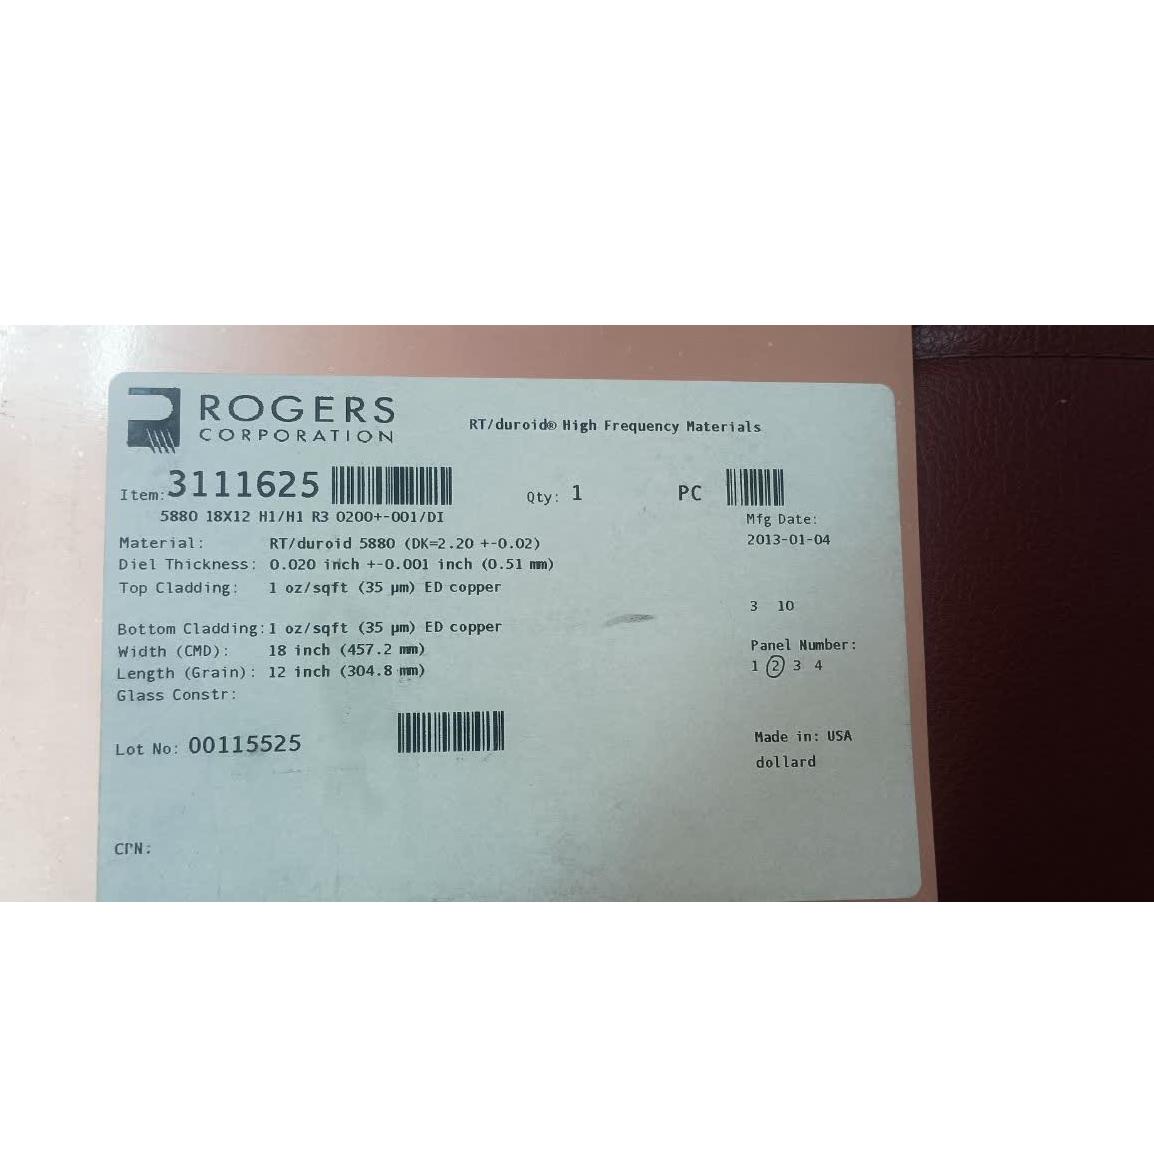 ROGERS
CORPORATION
RT/duroid® High Frequency Materials
Item: 3111625
Qty: 1
PC
5880 18X12 H1/H1 R3 0200+-001/DI
Mfg Date:
2013-01-04
Material: RT/duroid 5880 (DK=2.20 +-0.02)
Diel Thickness: 0.020 inch +-0.001 inch (0.51 mm)
Top Cladding: 1 oz/sqft (35 µm) ED copper
3 10
Bottom Cladding: 1 oz/sqft (35 µm) ED copper
Width (CMD): 18 inch (457.2 mm)
Length (Grain): 12 inch (304.8 mm)
Glass Constr:
Panel Number:
1 2 3 4
Lot No: 00115525
Made in: USA
dollard
CPN: